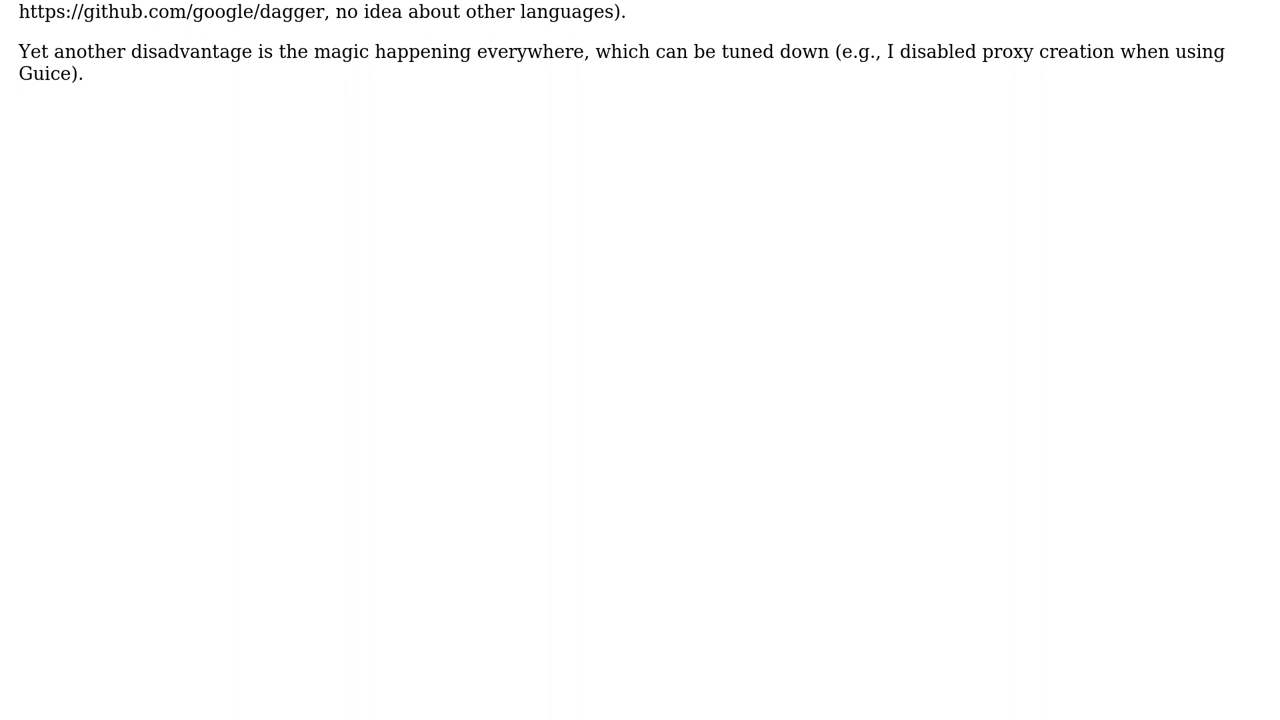 https://github.com/google/dagger, no idea about other languages).
Yet another disadvantage is the magic happening everywhere, which can be tuned down (e.g., I disabled proxy creation when using
Guice).